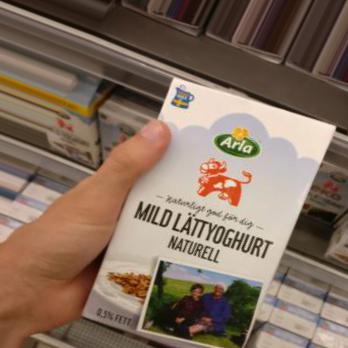 Arla
Naturligt god för dig
MILD LÄTTYOGHURT
NATURELL
0,5% FETT